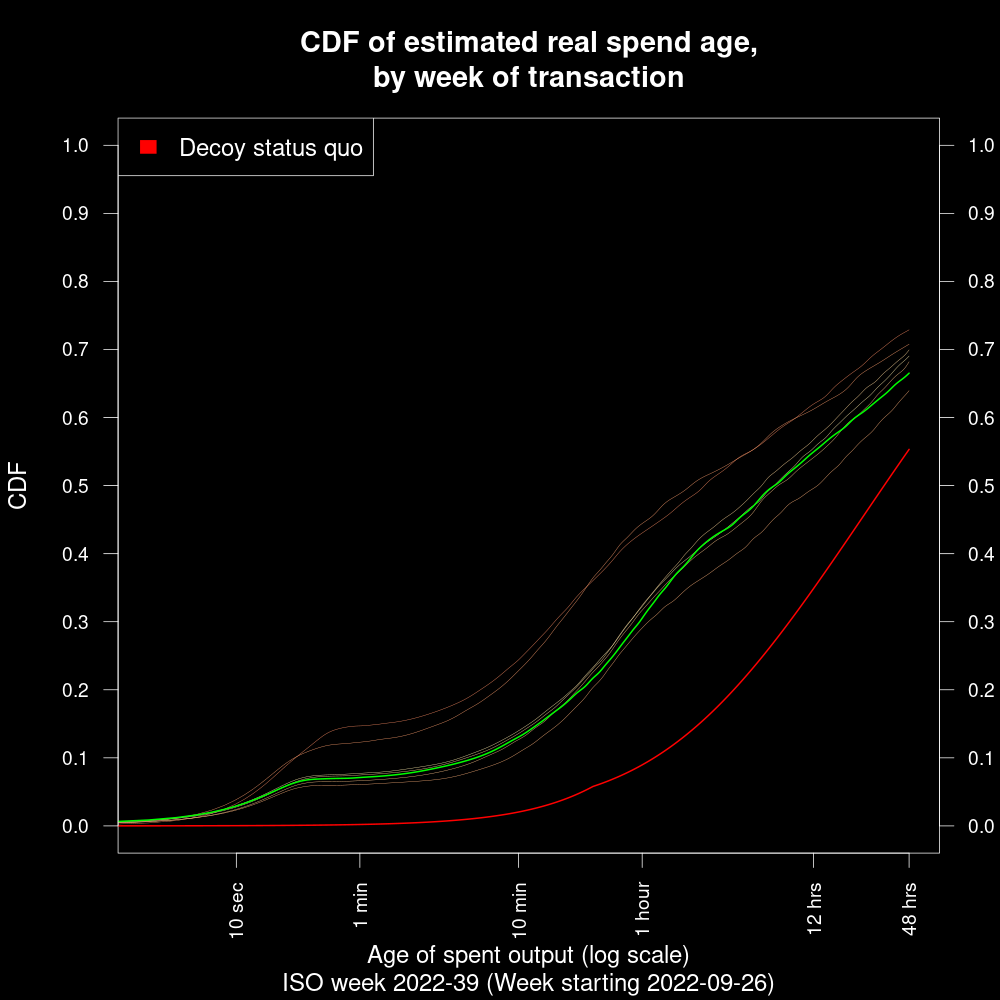 CDF of estimated real spend age,
by week of transaction
Decoy status quo
CDF
1.0
0.9
0.8
0.7
0.6
0.5
0.4
0.3
0.2
0.1
0.0
1.0
0.9
0.8
0.7
0.6
0.5
0.4
0.3
0.2
0.1
0.0
10 sec
1 min
10 min
1 hour
12 hrs
48 hrs
Age of spent output (log scale)
ISO week 2022-39 (Week starting 2022-09-26)